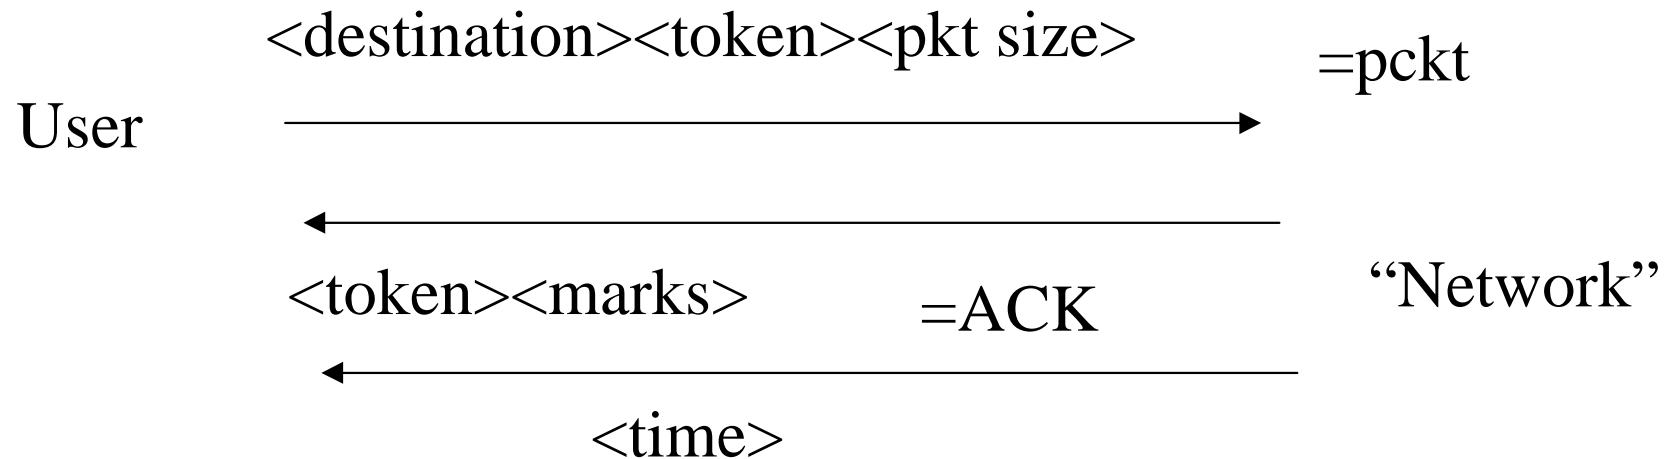 <destination><token><pkt size>
=pckt
User
<token><marks>
=ACK
“Network”
<time>